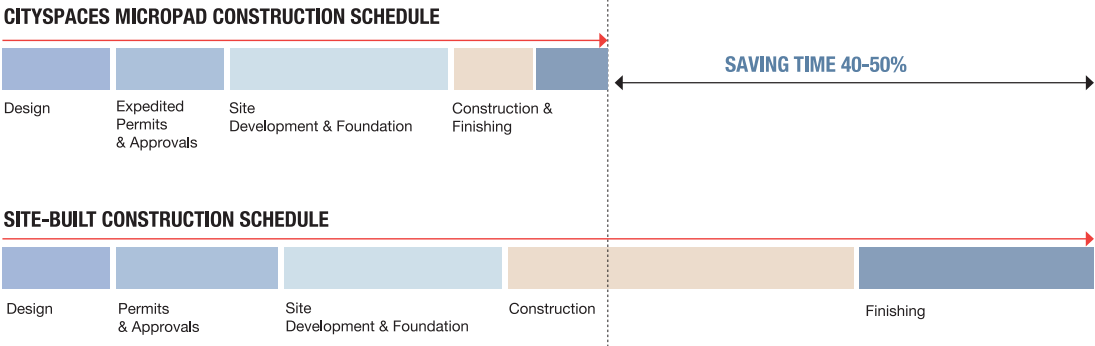 CITYSPACES MICROPAD CONSTRUCTION SCHEDULE
SAVING TIME 40-50%
Design
Expedited
Permits
& Approvals
Site
Development & Foundation
Construction &
Finishing
SITE-BUILT CONSTRUCTION SCHEDULE
Design
Permits
& Approvals
Site
Development & Foundation
Construction
Finishing